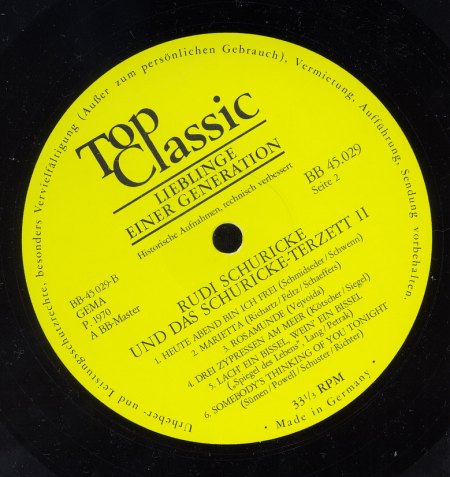 Urheber- und Leistungsschutzrechte, besonders Vervielfältigung (Außer zum persönlichen Gebrauch), Vermietung, Aufführung, Sendung vorbehalten.
Top
Classic
LIEBLINGE
EINER GENERATION
Historische Aufnahmen, technisch verbessert
BB 45.029
Seite 2
BB-45 029-B
GEMA
P. 1970
A BB-Master
RUDI SCHURICKE
UND DAS SCHURICKE-TERZETT II
1. HEUTE ABEND BIN ICH FREI (Schmidseder/Schwenn)
2. MARIETTA (Richartz/Feltz/Schaeffers)
3. ROSAMUNDE (Vejvoda)
4. DREI ZYPRESSEN AM MEER (Kötscher/Siegel)
5. LACH' EIN BISSEL, WEIN' EIN BISSEL
(„Spiegel des Lebens", Lang/Petrak)
6. SOMEBODY'S THINKING OF YOU TONIGHT
(Sümen/Powell/Schuster/Richter)
33 1/3 RPM
• Made in Germany •